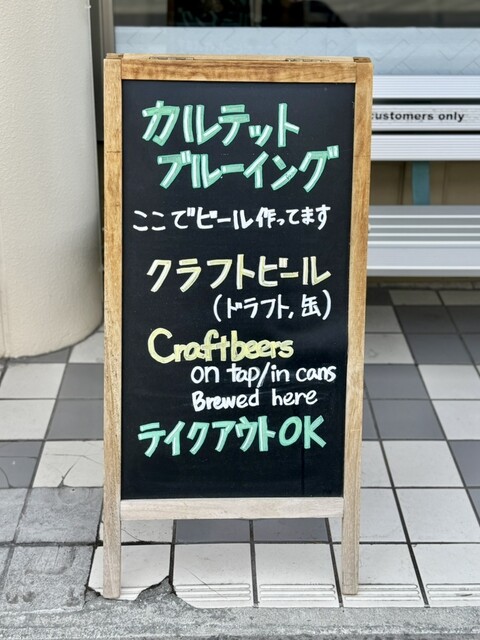 カルテット
ブルーイング
ここでビール作ってます
クラフトビール
(ドラフト,缶)
Craftbeers
on tap/in cans
Brewed here
テイクアウトOK
customers only